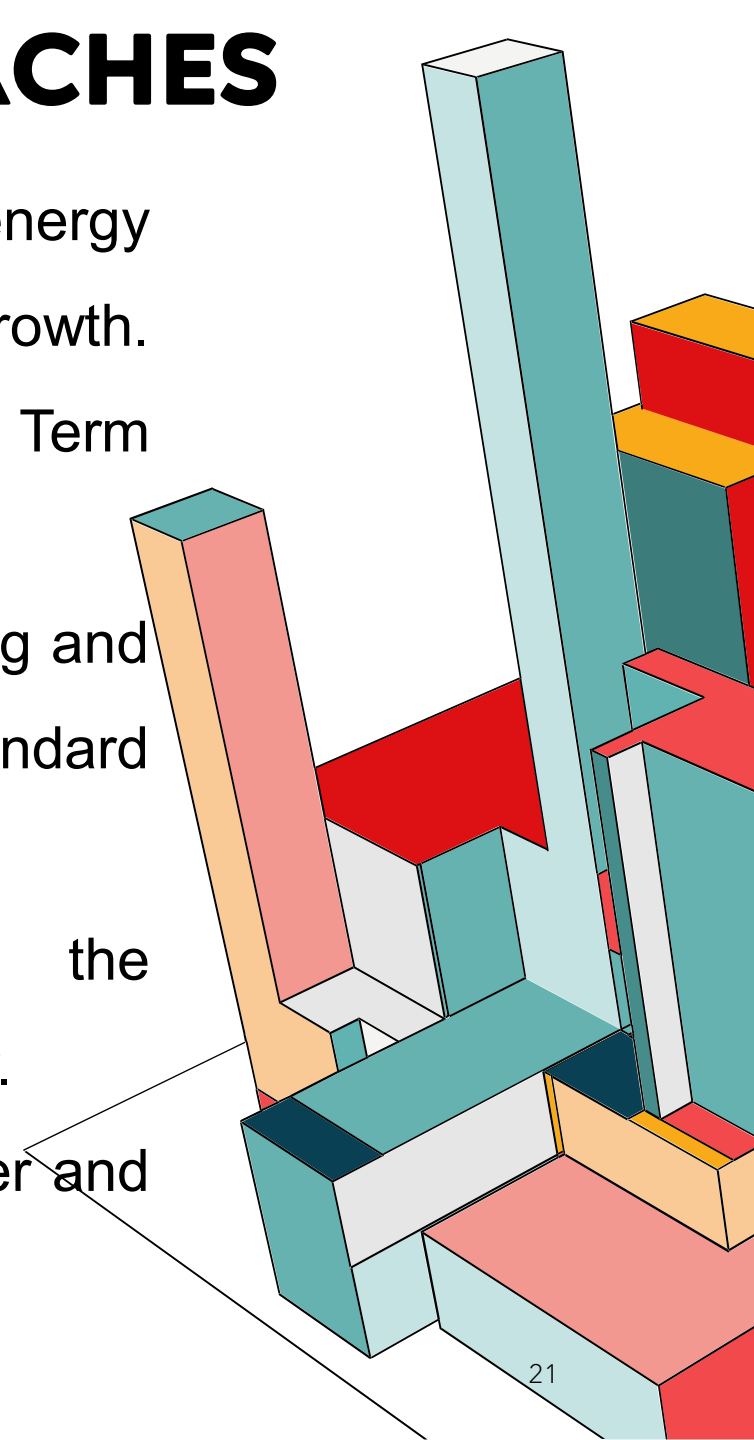 ACHES
energy
rowth.
Term
g and
ndard
the
.
er and
21